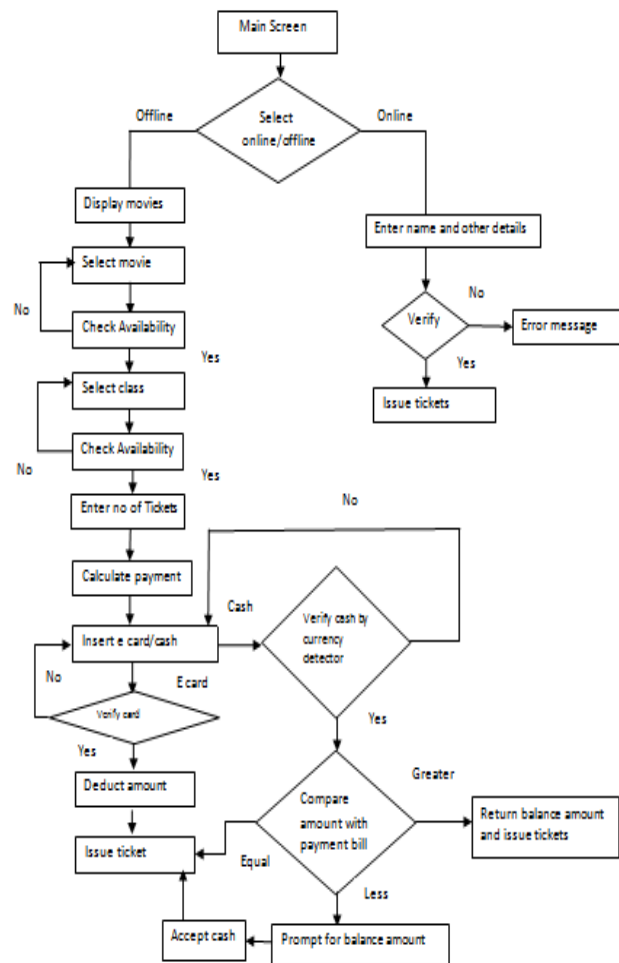 Main Screen
Offline
Select
online/offline
Online
Display movies
Enter name and other details
Select movie
No
Check Availability
Verify
No
Error message
Yes
Yes
Issue tickets
Select class
Check Availability
No
Yes
Enter no of Tickets
No
Calculate payment
Cash
Verify cash by
currency
detector
Insert e card/cash
No
E card
Verify card
Yes
Yes
Deduct amount
Greater
Compare
amount with
payment bill
Return balance amount
and issue tickets
Issue ticket
Equal
Less
Accept cash
Prompt for balance amount